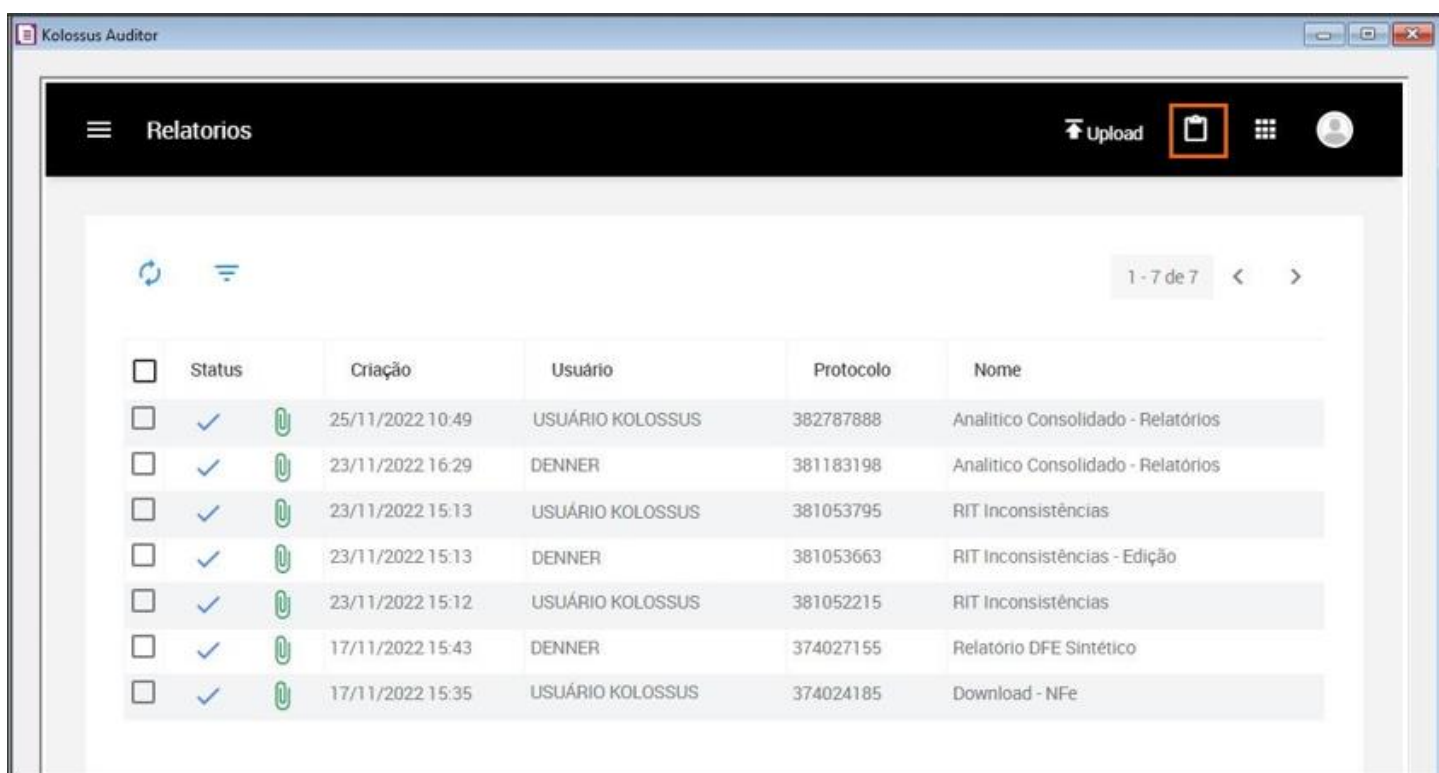 Kolossus Auditor
Relatorios Upload
1 - 7 de 7
Status Criação Usuário Protocolo Nome
25/11/2022 10:49 USUÁRIO KOLOSSUS 382787888 Analitico Consolidado - Relatórios
23/11/2022 16:29 DENNER 381183198 Analitico Consolidado - Relatórios
23/11/2022 15:13 USUÁRIO KOLOSSUS 381053795 RIT Inconsistências
23/11/2022 15:13 DENNER 381053663 RIT Inconsistências - Edição
23/11/2022 15:12 USUÁRIO KOLOSSUS 381052215 RIT Inconsistências
17/11/2022 15:43 DENNER 374027155 Relatório DFE Sintético
17/11/2022 15:35 USUÁRIO KOLOSSUS 374024185 Download - NFe